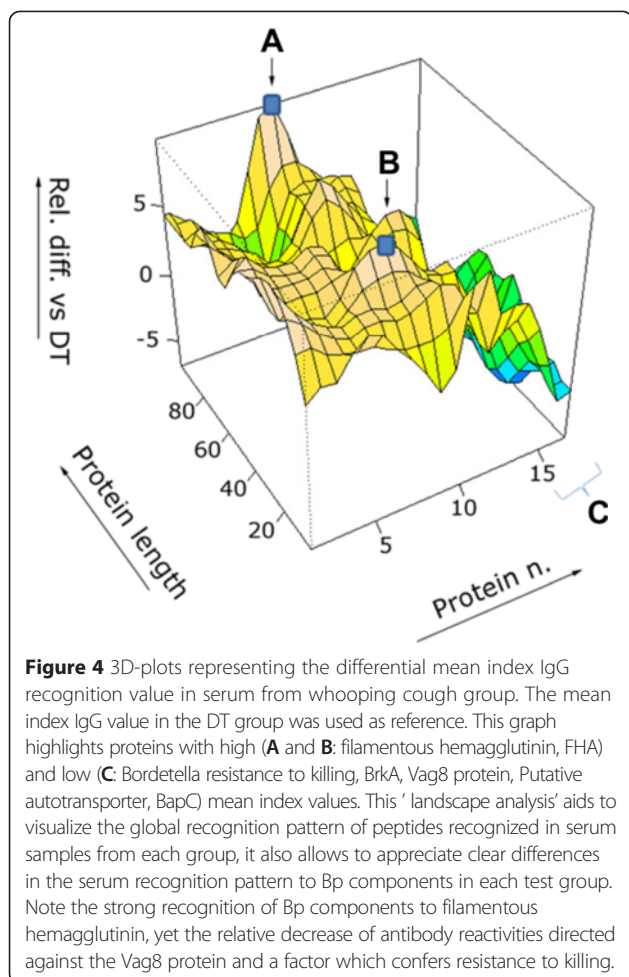 A
B
Rel. diff. vs DT
5
0
-5
80
60
40
20
Protein length
5
10
15
C
Protein n.
Figure 4 3D-plots representing the differential mean index IgG
recognition value in serum from whooping cough group. The mean
index IgG value in the DT group was used as reference. This graph
highlights proteins with high (A and B: filamentous hemagglutinin, FHA)
and low (C: Bordetella resistance to killing, BrkA, Vag8 protein, Putative
autotransporter, BapC) mean index values. This ' landscape analysis' aids to
visualize the global recognition pattern of peptides recognized in serum
samples from each group, it also allows to appreciate clear differences
in the serum recognition pattern to Bp components in each test group.
Note the strong recognition of Bp components to filamentous
hemagglutinin, yet the relative decrease of antibody reactivities directed
against the Vag8 protein and a factor which confers resistance to killing.